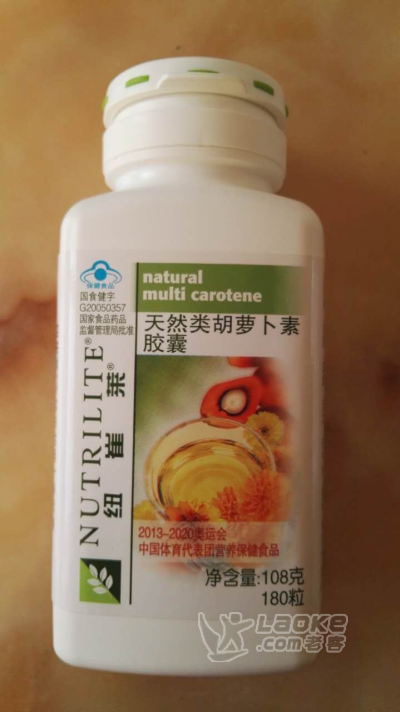 保健食品
国食健字
G20050357
国家食品药品
监督管理局批准
natural
multi carotene
天然类胡萝卜素
胶囊
NUTRILITE®
纽崔莱®
2013-2020奥运会
中国体育代表团营养保健食品
净含量:108克
180粒
LAOKE
.com老客